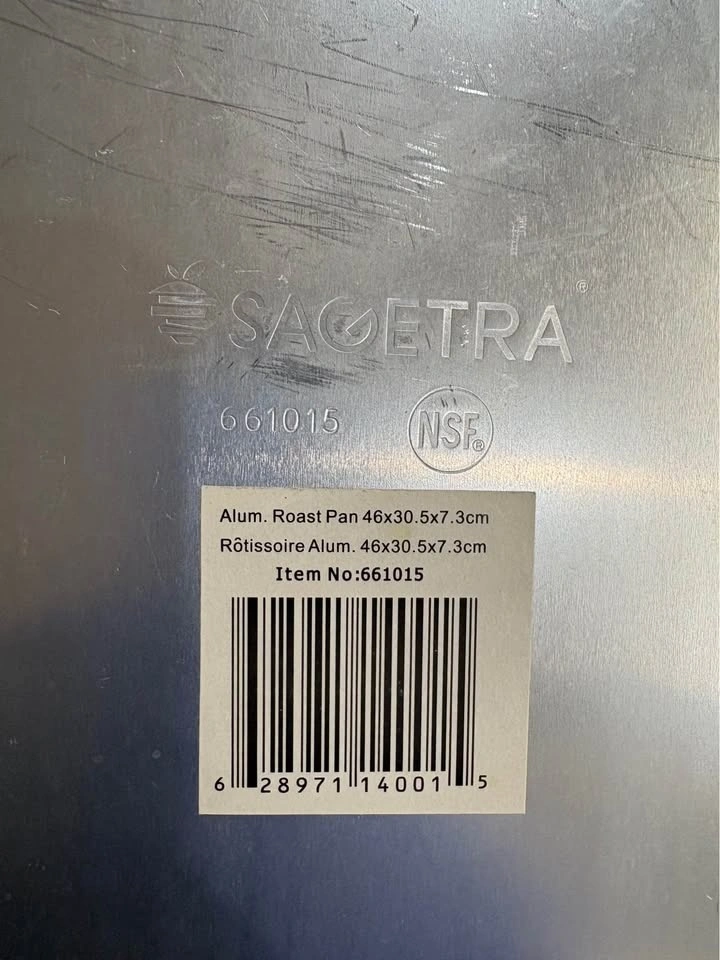 SAGETRA®
661015 NSF®
Alum. Roast Pan 46x30.5x7.3cm
Rôtissoire Alum. 46x30.5x7.3cm
Item No:661015
6 28971 14001 5